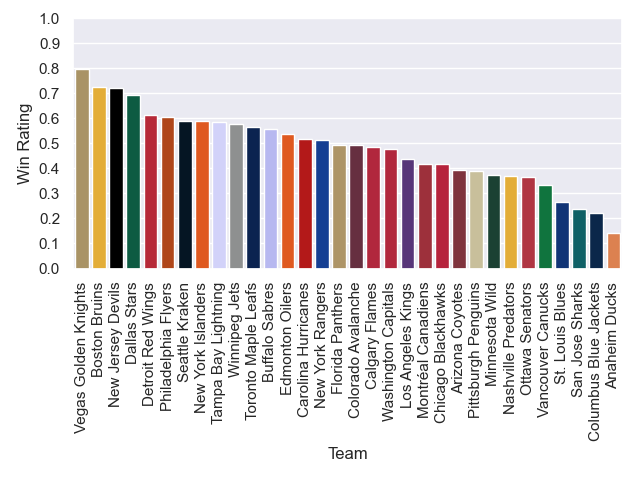 1.0
0.9
0.8
0.7
0.6
0.5
0.4
0.3
0.2
0.1
0.0
Win Rating
Vegas Golden Knights
Boston Bruins
New Jersey Devils
Dallas Stars
Detroit Red Wings
Philadelphia Flyers
Seattle Kraken
New York Islanders
Tampa Bay Lightning
Winnipeg Jets
Toronto Maple Leafs
Buffalo Sabres
Edmonton Oilers
Carolina Hurricanes
New York Rangers
Florida Panthers
Colorado Avalanche
Calgary Flames
Washington Capitals
Los Angeles Kings
Montréal Canadiens
Chicago Blackhawks
Arizona Coyotes
Pittsburgh Penguins
Minnesota Wild
Nashville Predators
Ottawa Senators
Vancouver Canucks
St. Louis Blues
San Jose Sharks
Columbus Blue Jackets
Anaheim Ducks
Team